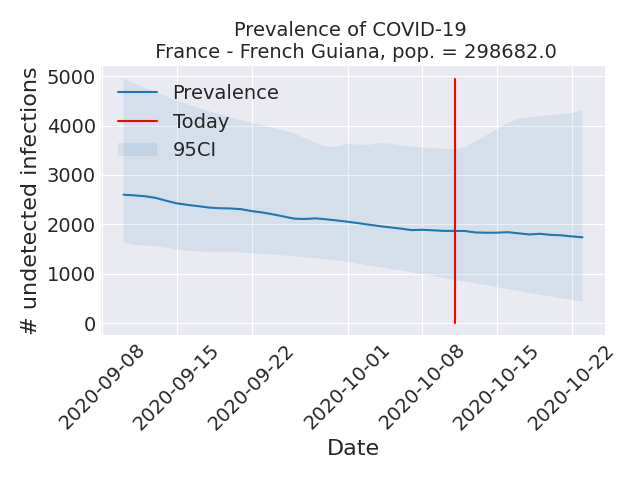 Prevalence of COVID-19
France - French Guiana, pop. = 298682.0
# undetected infections
5000
4000
3000
2000
1000
0
Prevalence
Today
95CI
2020-09-08
2020-09-15
2020-09-22
2020-10-01
2020-10-08
2020-10-15
2020-10-22
Date